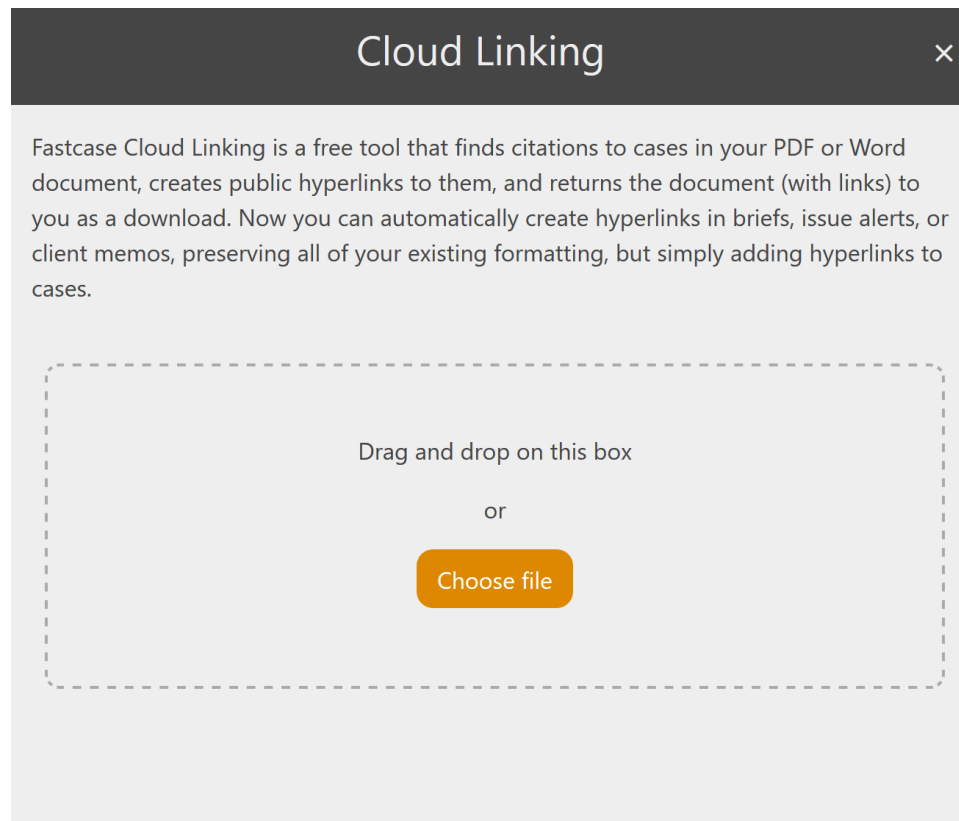 Cloud Linking
×
Fastcase Cloud Linking is a free tool that finds citations to cases in your PDF or Word
document, creates public hyperlinks to them, and returns the document (with links) to
you as a download. Now you can automatically create hyperlinks in briefs, issue alerts, or
client memos, preserving all of your existing formatting, but simply adding hyperlinks to
cases.
Drag and drop on this box
or
Choose file